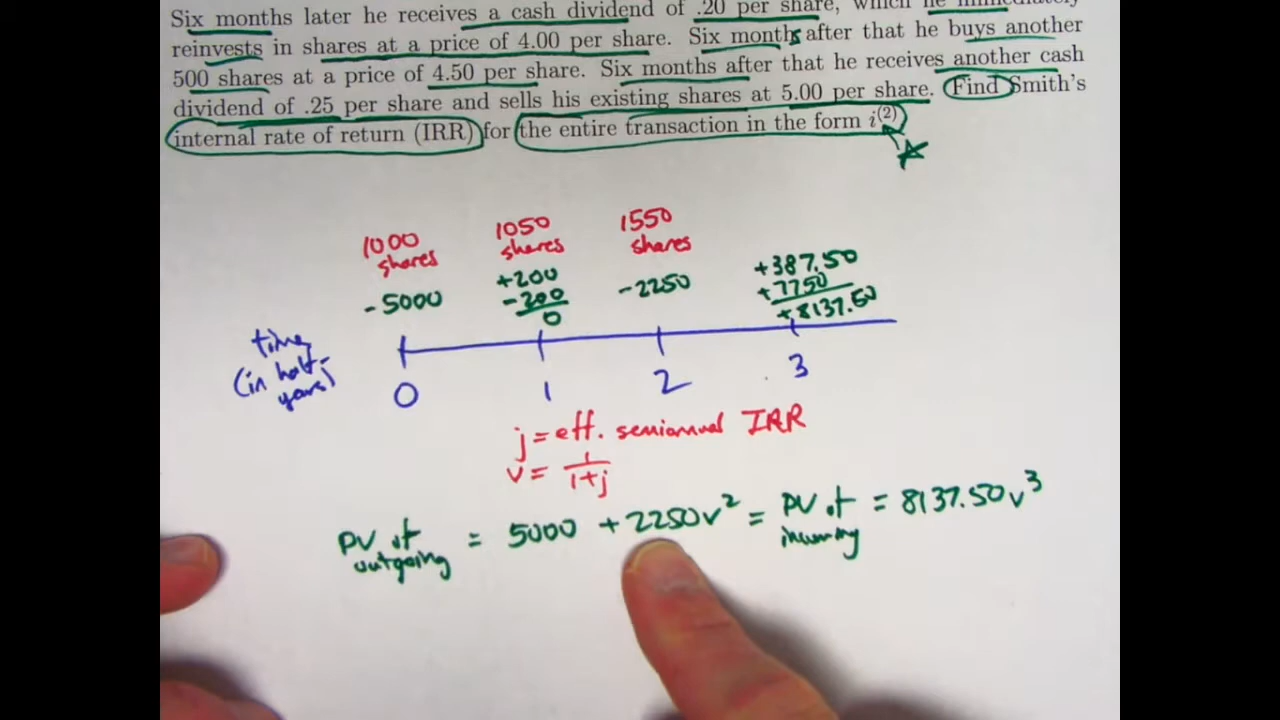 Six months later he receives a cash dividend of .20 per share, which he immediately
reinvests in shares at a price of 4.00 per share. Six months after that he buys another
500 shares at a price of 4.50 per share. Six months after that he receives another cash
dividend of .25 per share and sells his existing shares at 5.00 per share. Find Smith's
internal rate of return (IRR) for the entire transaction in the form i(2)
1000 shares
1050 shares
1550 shares
-5000
+200
-200
0
-2250
+387.50
+7750
+8137.50
time
(in half-
years)
0
1
2
3
j = eff. semiannual IRR
v = 1/1+j
PV of outgoing = 5000 + 2250v² = PV of incoming = 8137.50v³